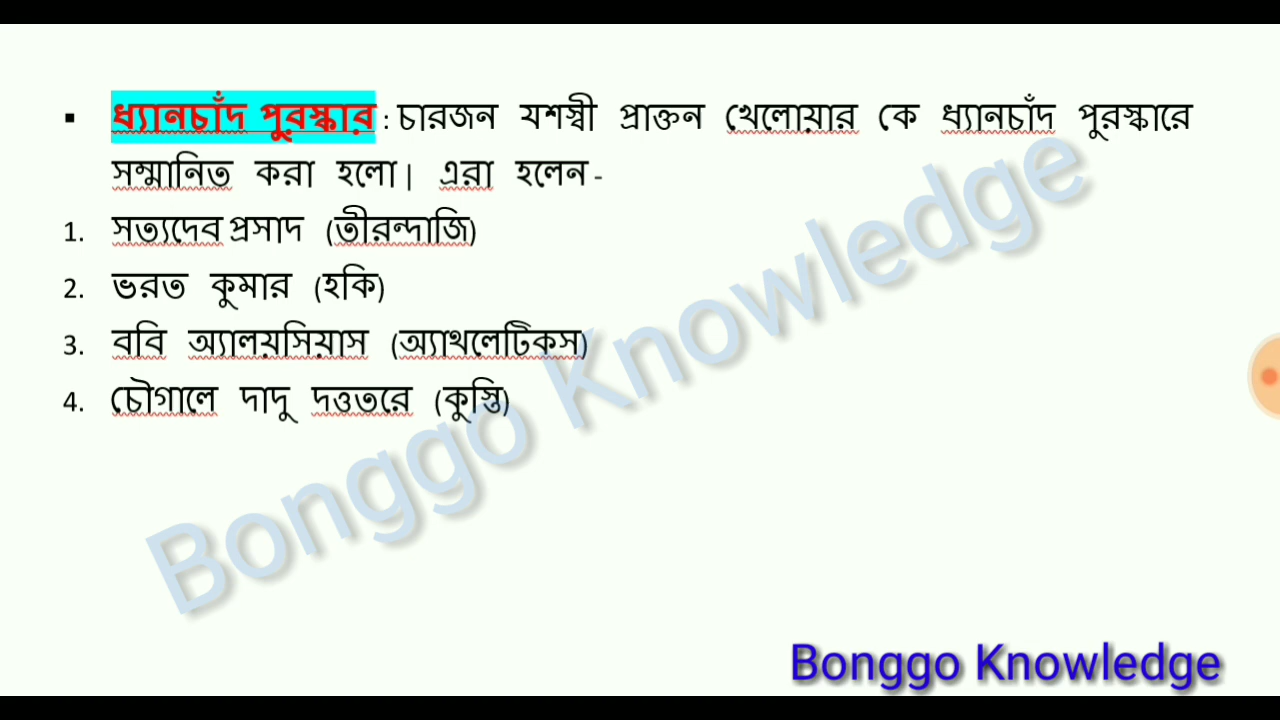 ▪ ধ্যানচাঁদ পুরস্কার : চারজন যশস্বী প্রাক্তন খেলোয়ার কে ধ্যানচাঁদ পুরস্কারে
সম্মানিত করা হলো। এরা হলেন -
1. সত্যদেব প্রসাদ (তীরন্দাজি)
2. ভরত কুমার (হকি)
3. ববি অ্যালয়সিয়াস (অ্যাথলেটিকস)
4. চৌগালে দাদু দত্ততরে (কুস্তি)
Bonggo Knowledge
Bonggo Knowledge